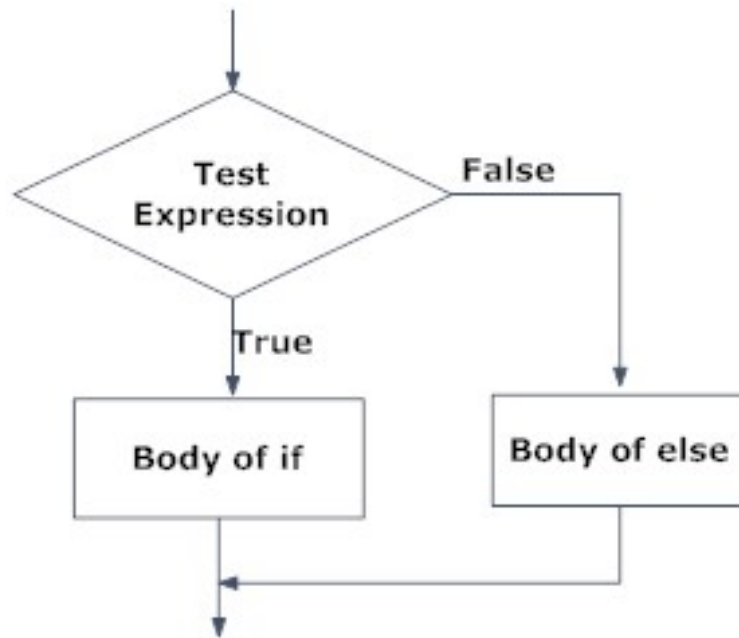 Test
Expression
False
True
Body of if
Body of else